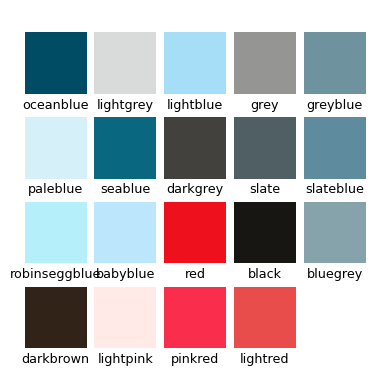 oceanblue lightgrey lightblue grey greyblue
paleblue seablue darkgrey slate slateblue
robinseggblue babyblue red black bluegrey
darkbrown lightpink pinkred lightred